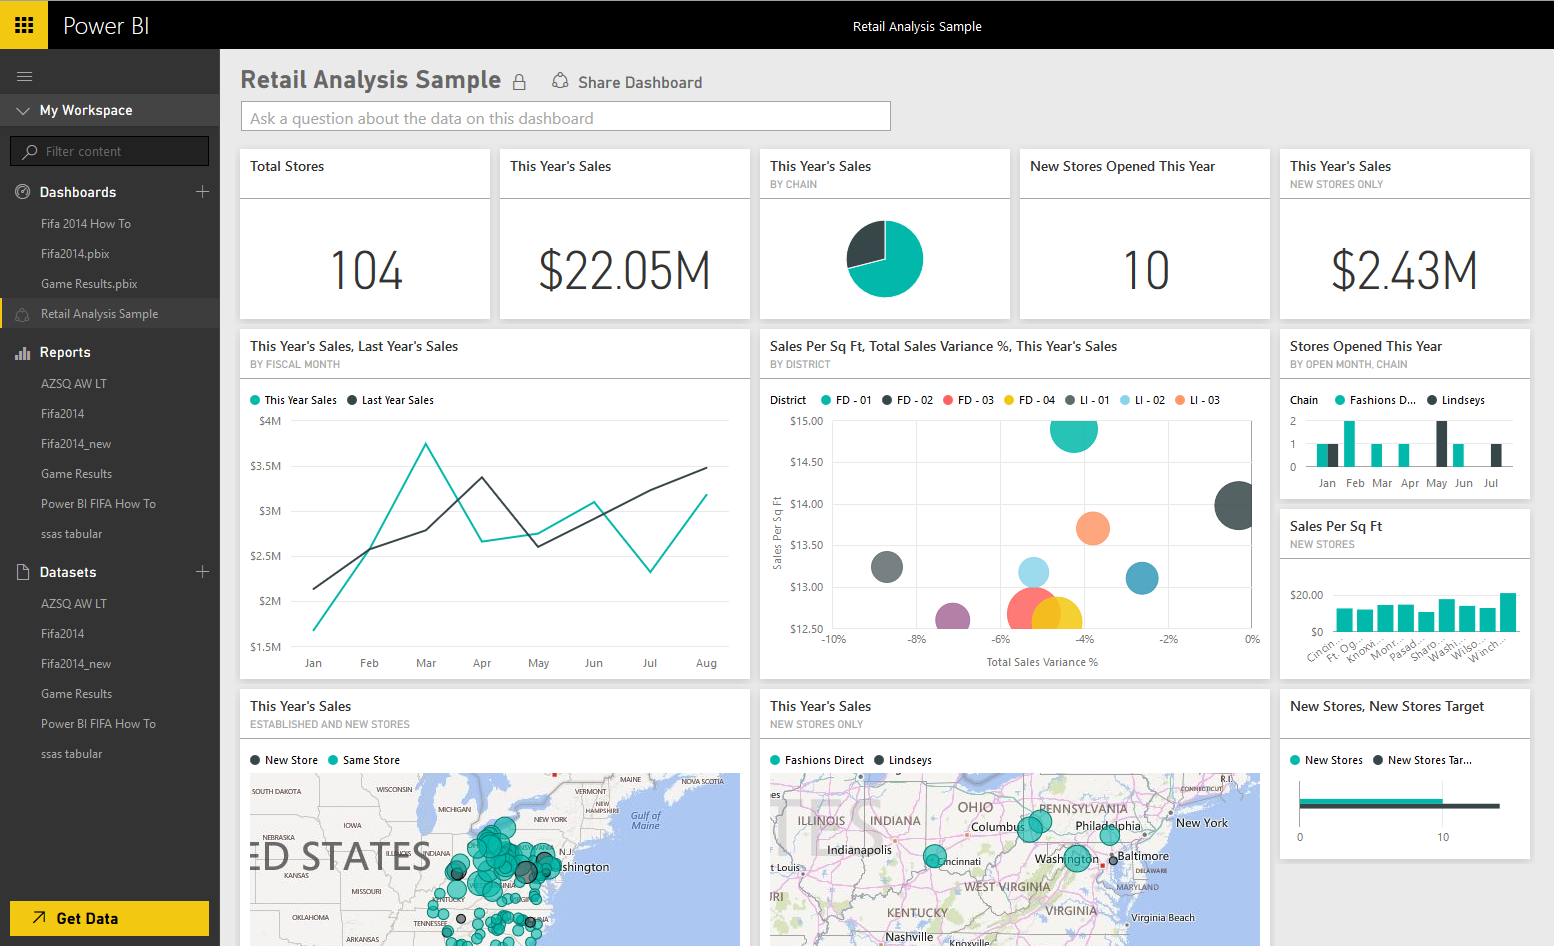 Power BI
Retail Analysis Sample
My Workspace
Filter content
Dashboards
Fifa 2014 How To
Fifa2014.pbix
Game Results.pbix
Retail Analysis Sample
Reports
AZSQ AW LT
Fifa2014
Fifa2014_new
Game Results
Power BI FIFA How To
ssas tabular
Datasets
AZSQ AW LT
Fifa2014
Fifa2014_new
Game Results
Power BI FIFA How To
ssas tabular
Get Data
Retail Analysis Sample
Share Dashboard
Ask a question about the data on this dashboard
Total Stores
104
This Year's Sales
$22.05M
This Year's Sales
BY CHAIN
New Stores Opened This Year
10
This Year's Sales
NEW STORES ONLY
$2.43M
This Year's Sales, Last Year's Sales
BY FISCAL MONTH
This Year Sales Last Year Sales
$4M
$3.5M
$3M
$2.5M
$2M
$1.5M
Jan Feb Mar Apr May Jun Jul Aug
Sales Per Sq Ft, Total Sales Variance %, This Year's Sales
BY DISTRICT
District FD - 01 FD - 02 FD - 03 FD - 04 LI - 01 LI - 02 LI - 03
Sales Per Sq Ft
$15.00
$14.50
$14.00
$13.50
$13.00
$12.50
-10% -8% -6% -4% -2% 0%
Total Sales Variance %
Stores Opened This Year
BY OPEN MONTH, CHAIN
Chain Fashions D... Lindseys
2
1
0
Jan Feb Mar Apr May Jun Jul
Sales Per Sq Ft
NEW STORES
$20.00
$0
Cincin... Ft. Og... Knoxvi... Monr... Pasad... Sharo... Washi... Wilso... Winch...
This Year's Sales
ESTABLISHED AND NEW STORES
New Store Same Store
SOUTH DAKOTA
WISCONSIN
MICHIGAN
VERMONT
MAINE
NOVA SCOTIA
NEW HAMPSHIRE
NEW YORK
Gulf of Maine
IOWA
NEBRASKA
INDIANA
N.J.
ED STATES
shington
KANSAS
MISSOURI
OKLAHOMA
TENNESSEE
ARKANSAS
This Year's Sales
NEW STORES ONLY
Fashions Direct Lindseys
TES
ILLINOIS
INDIANA
OHIO
PENNSYLVANIA
CONNECTICUT
R.I.
New York
Columbus
Philadelphia
Indianapolis
Cincinnati
Washington
Baltimore
t Louis
DELAWARE
MARYLAND
WEST VIRGINIA
VIRGINIA
KENTUCKY
Virginia Beach
Nashville
Knoxville
New Stores, New Stores Target
New Stores New Stores Tar...
0 10